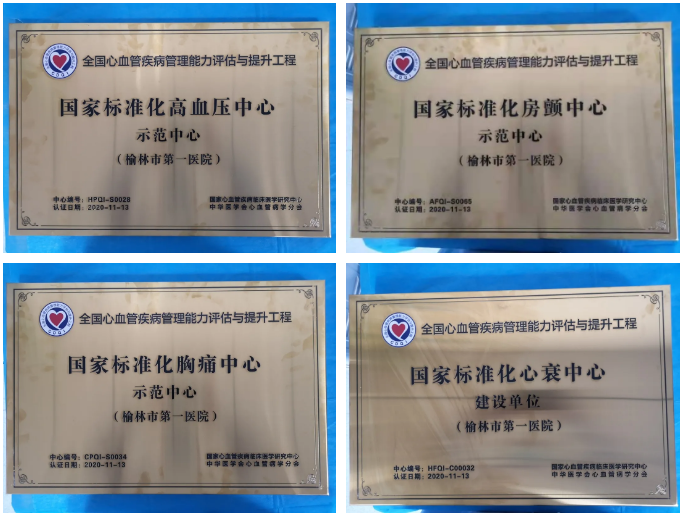 全国心血管疾病管理能力评估与提升工程
国家标准化高血压中心
示范中心
（榆林市第一医院）
中心编号：HPQI-S0028
认证日期：2020-11-13
国家心血管疾病临床医学研究中心
中华医学会心血管病学分会
全国心血管疾病管理能力评估与提升工程
国家标准化房颤中心
示范中心
（榆林市第一医院）
中心编号：AFQI-S0065
认证日期：2020-11-13
国家心血管疾病临床医学研究中心
中华医学会心血管病学分会
全国心血管疾病管理能力评估与提升工程
国家标准化胸痛中心
示范中心
（榆林市第一医院）
中心编号：CPQI-S0034
认证日期：2020-11-13
国家心血管疾病临床医学研究中心
中华医学会心血管病学分会
全国心血管疾病管理能力评估与提升工程
国家标准化心衰中心
建设单位
（榆林市第一医院）
中心编号：HFQI-C00032
认证日期：2020-11-13
国家心血管疾病临床医学研究中心
中华医学会心血管病学分会